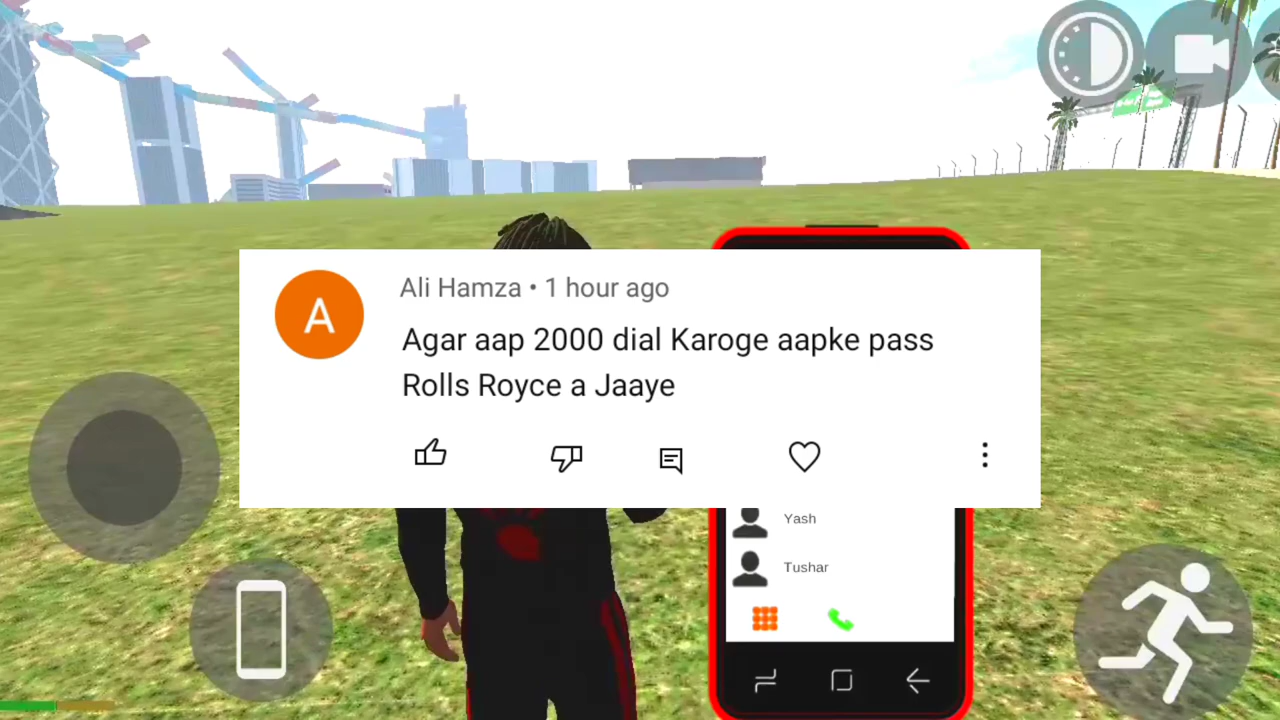 A
Ali Hamza • 1 hour ago
Agar aap 2000 dial Karoge aapke pass
Rolls Royce a Jaaye
Yash
Tushar